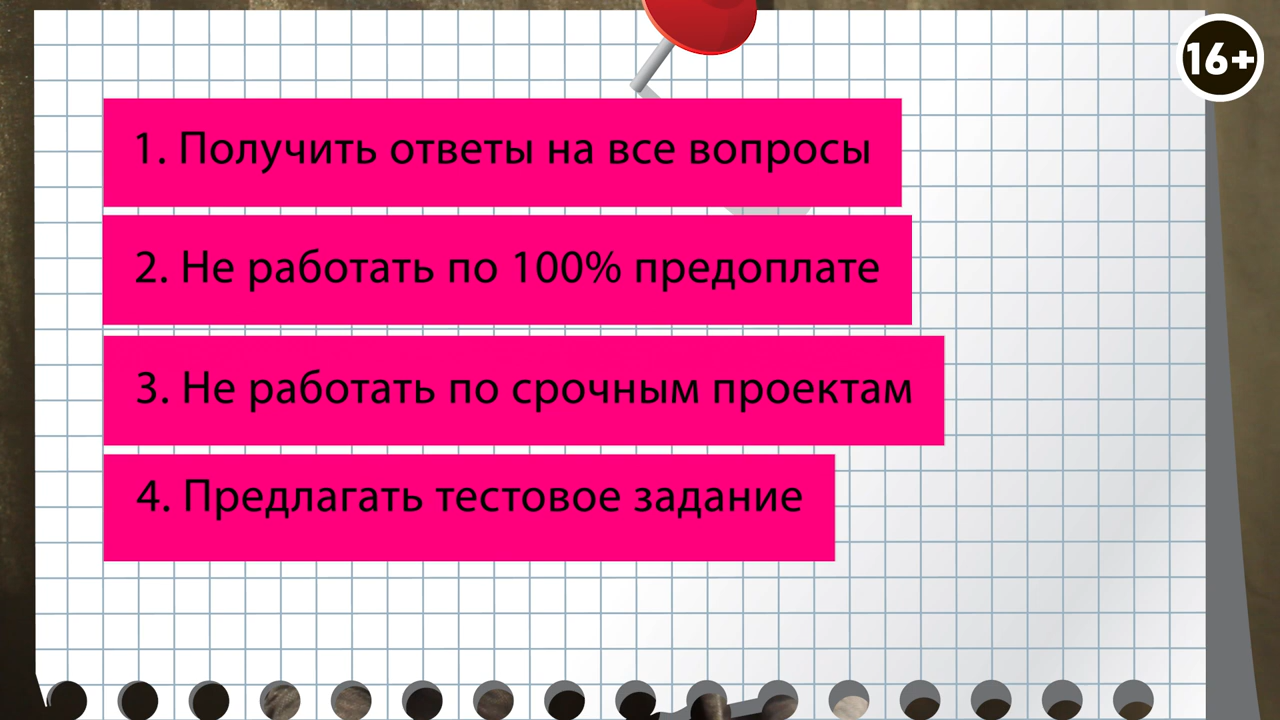 16+
1. Получить ответы на все вопросы
2. Не работать по 100% предоплате
3. Не работать по срочным проектам
4. Предлагать тестовое задание